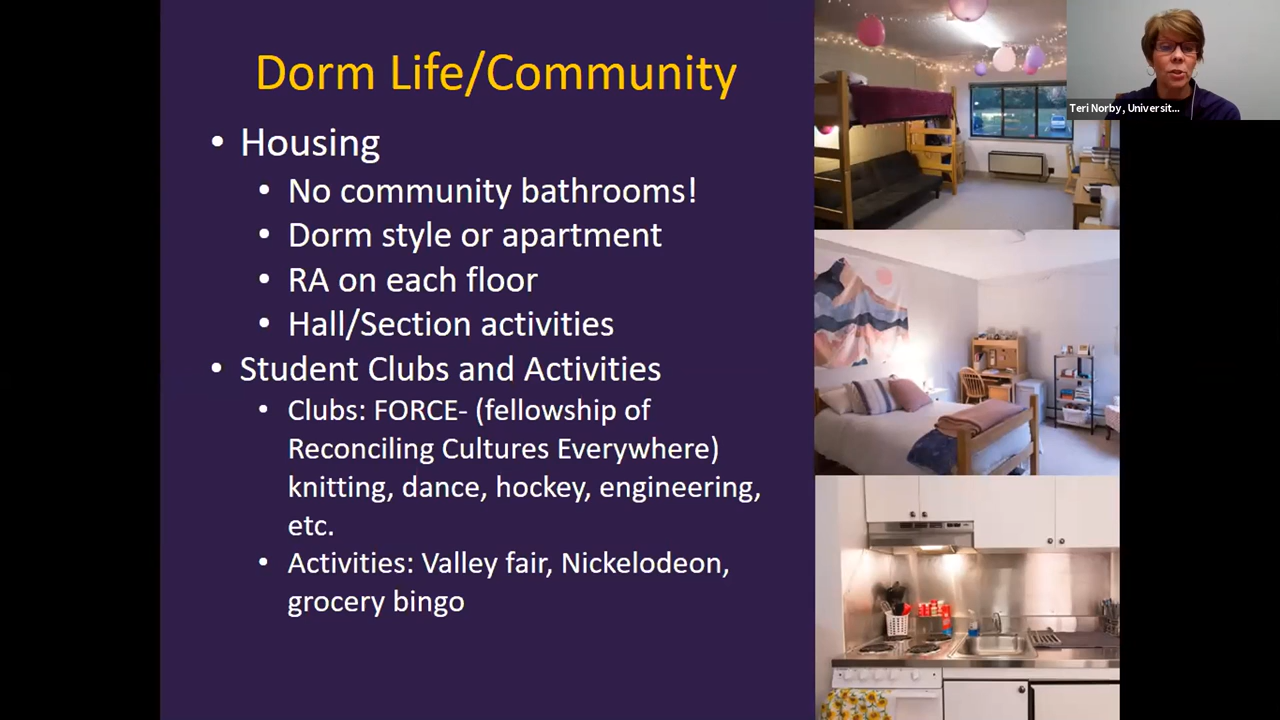 Dorm Life/Community
• Housing
• No community bathrooms!
• Dorm style or apartment
• RA on each floor
• Hall/Section activities
• Student Clubs and Activities
• Clubs: FORCE- (fellowship of
Reconciling Cultures Everywhere)
knitting, dance, hockey, engineering,
etc.
• Activities: Valley fair, Nickelodeon,
grocery bingo
Teri Norby, Universit...